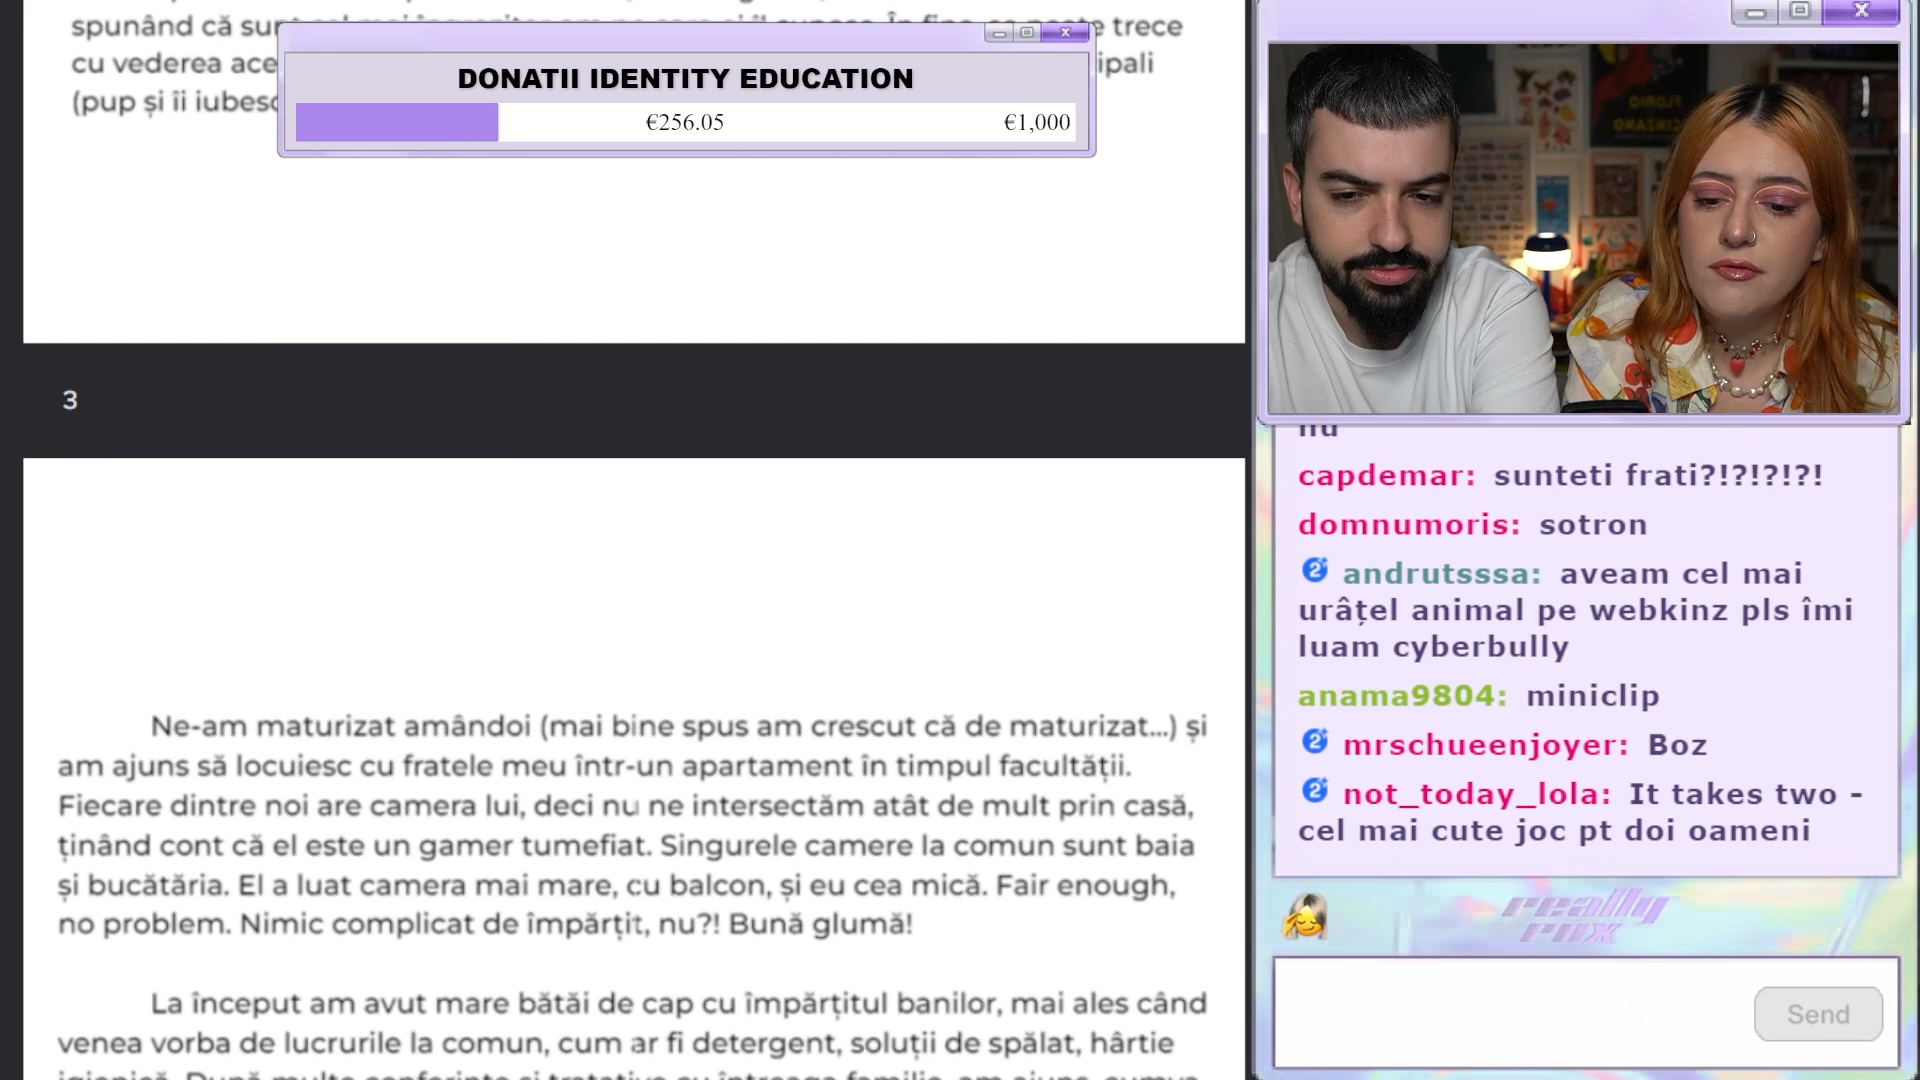 spunând că
trece
cu vederea
ipali
(pup și îi iubesc
DONATII IDENTITY EDUCATION
€256.05
€1,000
3
Ne-am maturizat amândoi (mai bine spus am crescut că de maturizat...) și
am ajuns să locuiesc cu fratele meu într-un apartament în timpul facultății.
Fiecare dintre noi are camera lui, deci nu ne intersectăm atât de mult prin casă,
ținând cont că el este un gamer tumefiat. Singurele camere la comun sunt baia
și bucătăria. El a luat camera mai mare, cu balcon, și eu cea mică. Fair enough,
no problem. Nimic complicat de împărțit, nu?! Bună glumă!
La început am avut mare bătăi de cap cu împărțitul banilor, mai ales când
venea vorba de lucrurile la comun, cum ar fi detergent, soluții de spălat, hârtie
nu
capdemar: sunteti frati?!?!?!?!
domnumoris: sotron
2 andrutsssa: aveam cel mai
urâțel animal pe webkinz pls îmi
luam cyberbully
anama9804: miniclip
2 mrschueenjoyer: Boz
2 not_today_lola: It takes two -
cel mai cute joc pt doi oameni
really
rux
Send